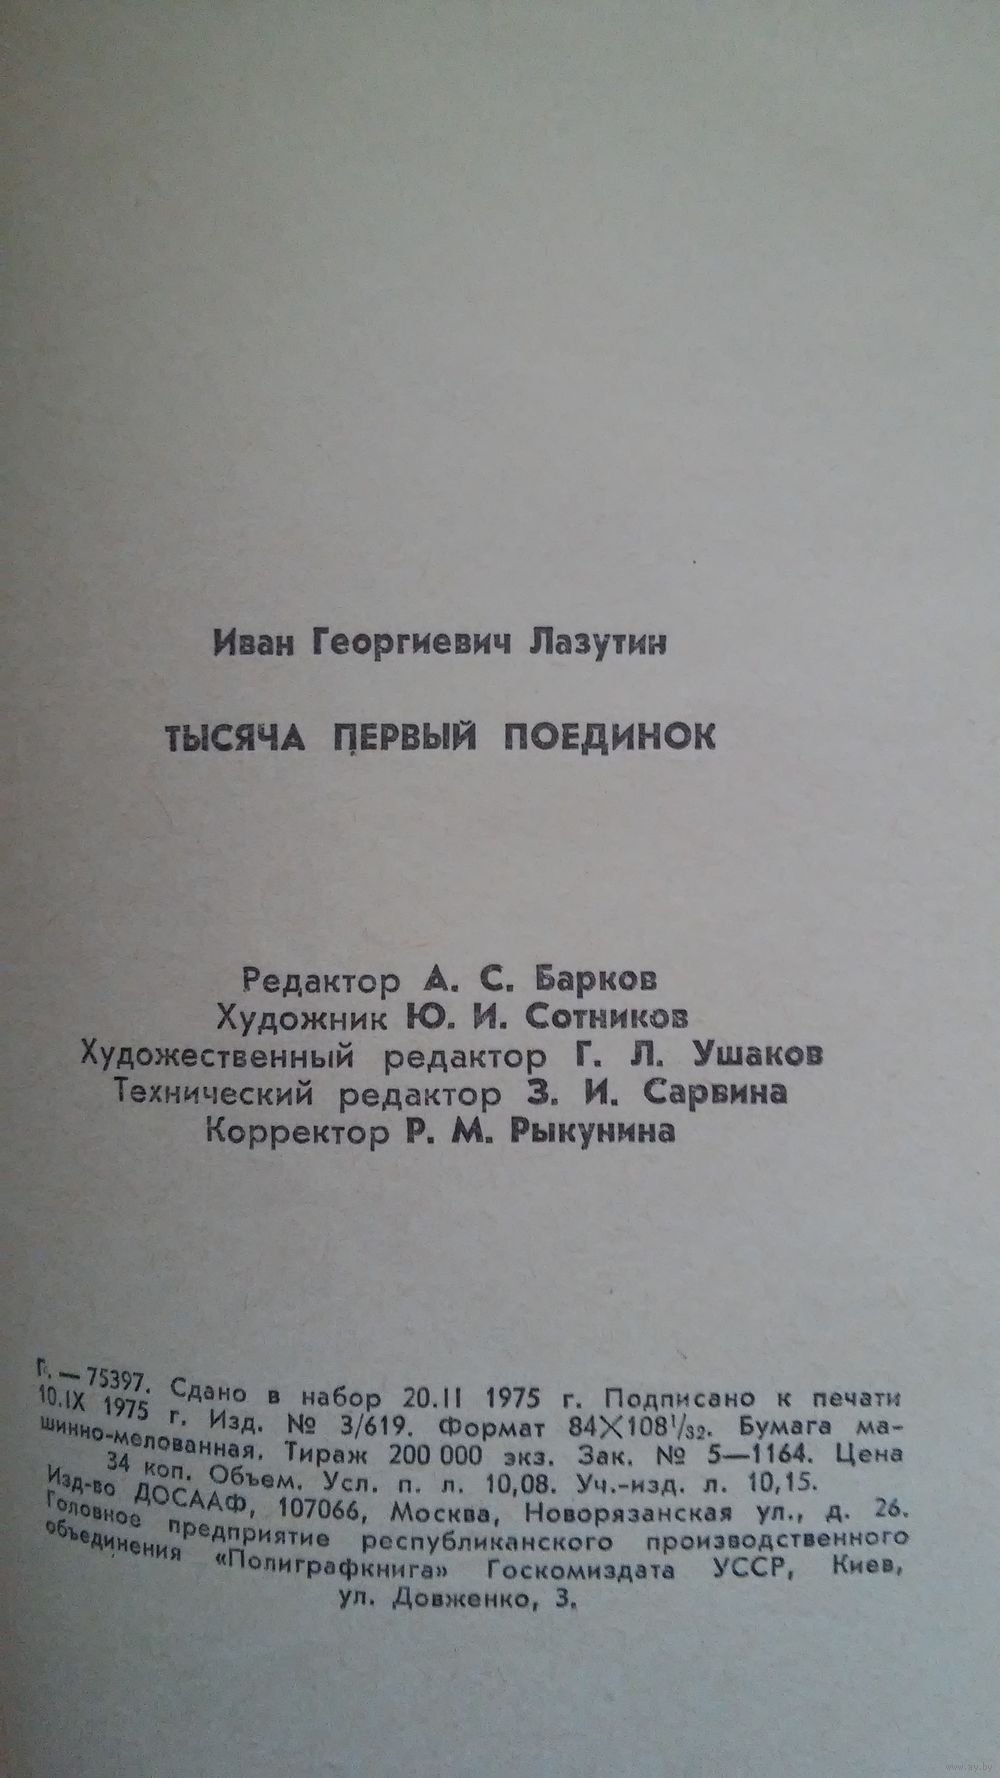 Иван Георгиевич Лазутин
ТЫСЯЧА ПЕРВЫЙ ПОЕДИНОК
Редактор А. С. Барков
Художник Ю. И. Сотников
Художественный редактор Г. Л. Ушаков
Технический редактор З. И. Сарвина
Корректор Р. М. Рыкунина
Г. — 75397. Сдано в набор 20.II 1975 г. Подписано к печати
10.IX 1975 г. Изд. № 3/619. Формат 84×108¹/₃₂. Бумага ма-
шинно-мелованная. Тираж 200 000 экз. Зак. № 5—1164. Цена
34 коп. Объем. Усл. п. л. 10,08. Уч.-изд. л. 10,15.
Изд-во ДОСААФ, 107066, Москва, Новорязанская ул., д. 26.
Головное предприятие республиканского производственного
объединения «Полиграфкнига» Госкомиздата УССР, Киев,
ул. Довженко, 3.
www.ay.by